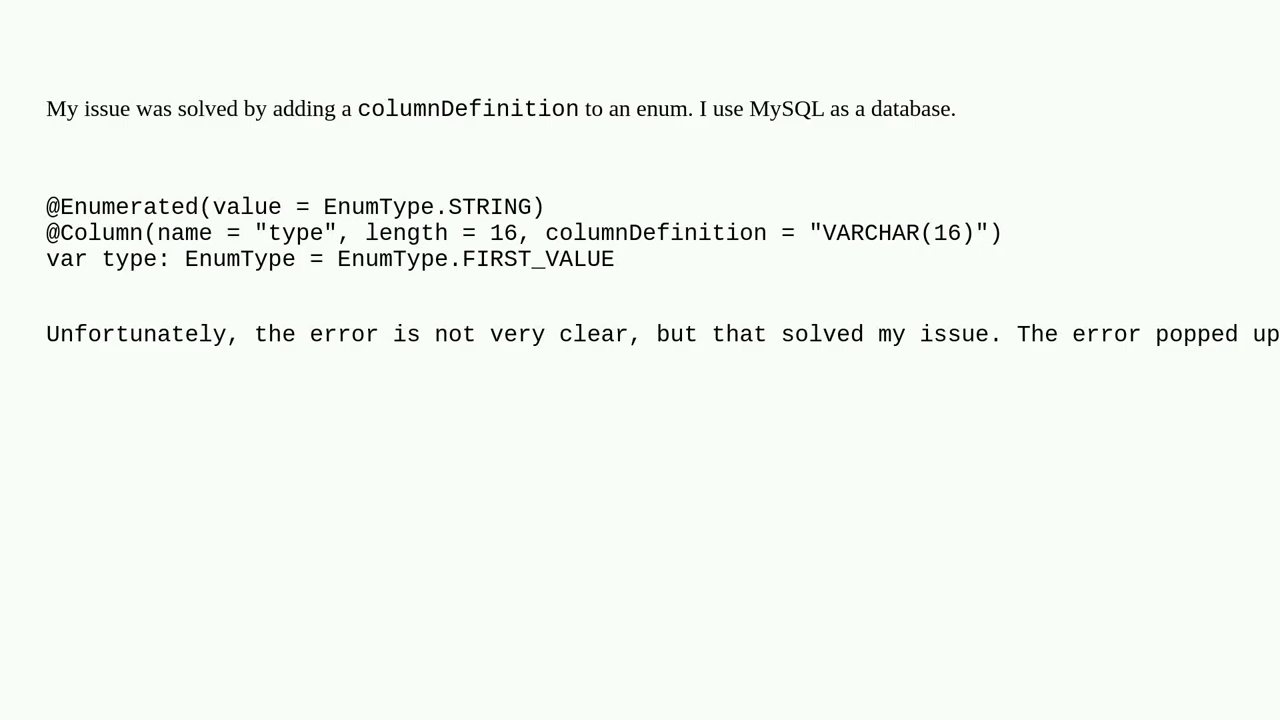 My issue was solved by adding a columnDefinition to an enum. I use MySQL as a database.
@Enumerated(value = EnumType.STRING)
@Column(name = "type", length = 16, columnDefinition = "VARCHAR(16)")
var type: EnumType = EnumType.FIRST_VALUE
Unfortunately, the error is not very clear, but that solved my issue. The error popped up